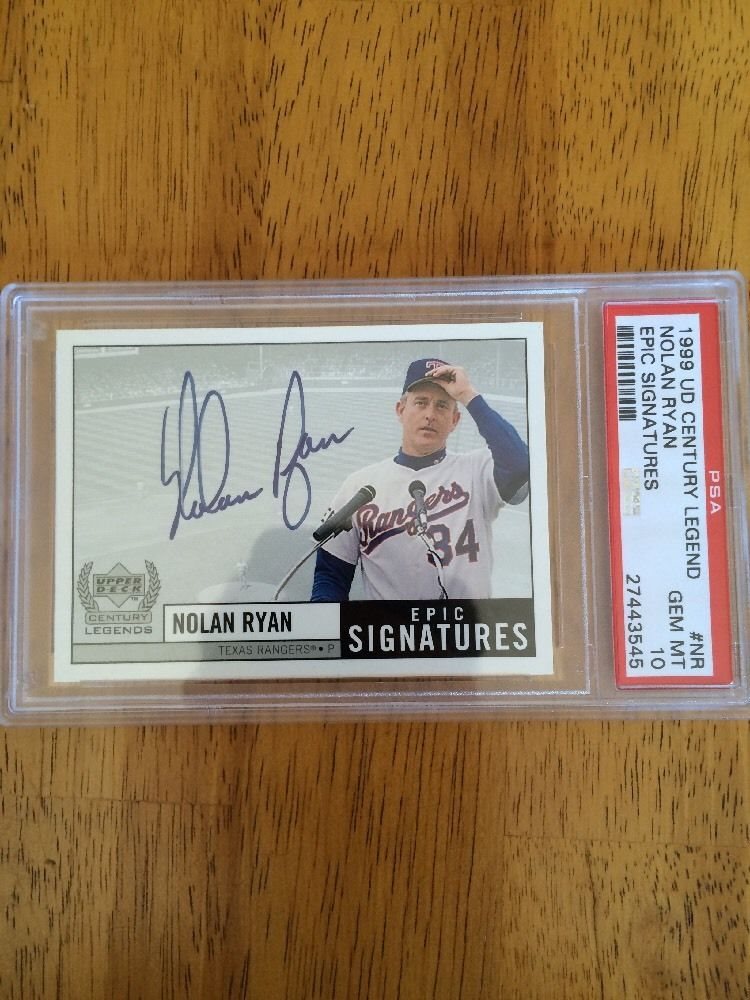 Nolan Ryan
Rangers
34
UPPER
DECK™
CENTURY
LEGENDS
NOLAN RYAN
TEXAS RANGERS® • P
EPIC
SIGNATURES
PSA
1999 UD CENTURY LEGEND #NR
NOLAN RYAN GEM MT
EPIC SIGNATURES 10
27443545